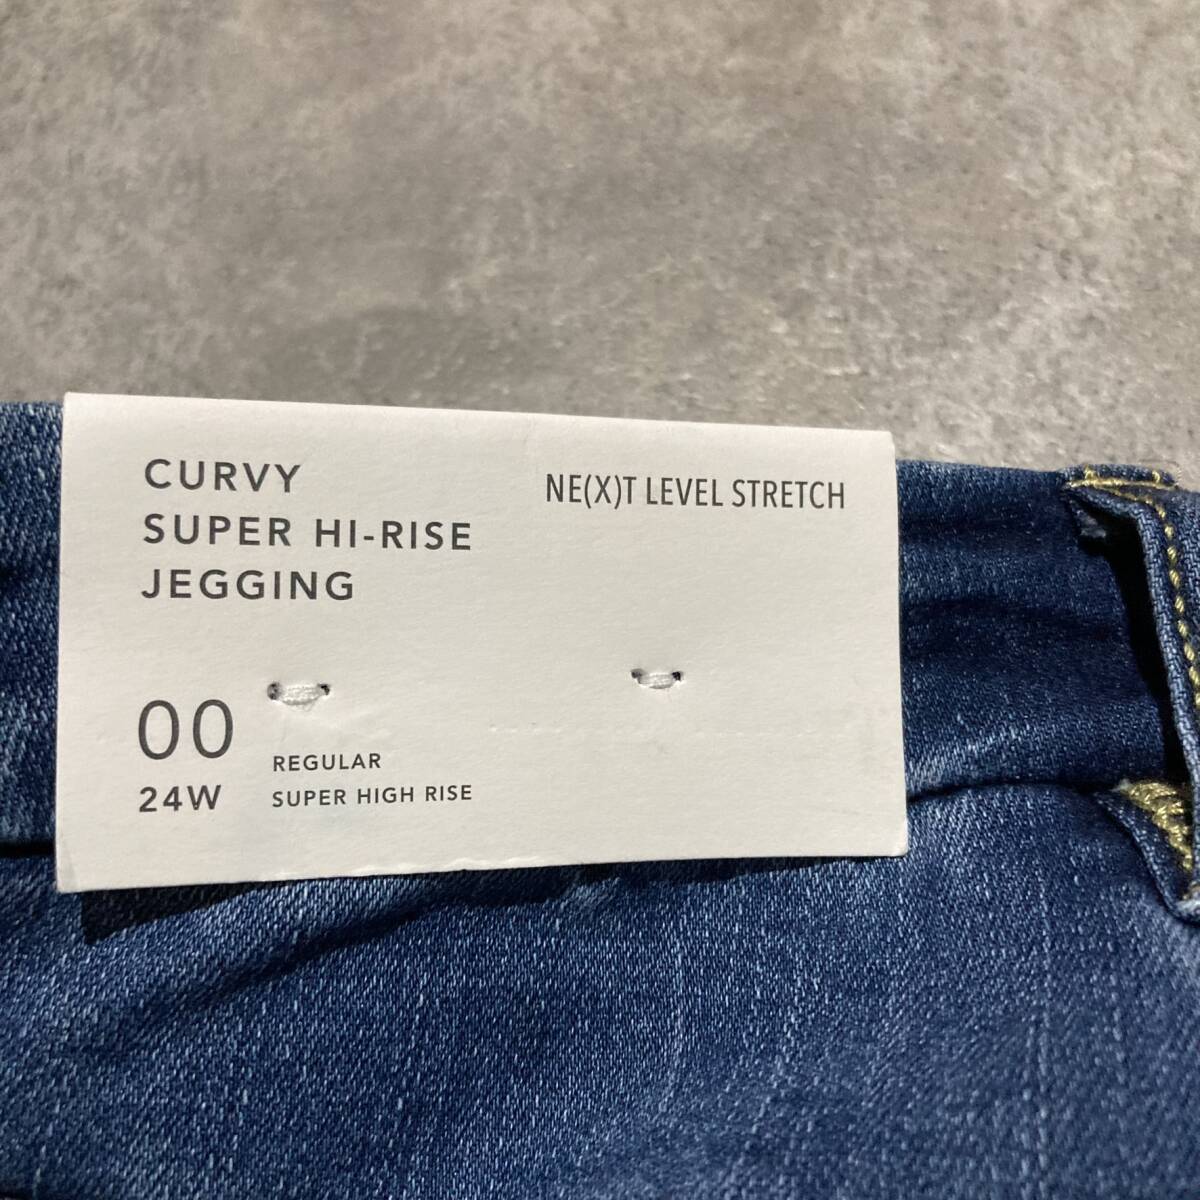 CURVY
SUPER HI-RISE
JEGGING
NE(X)T LEVEL STRETCH
00
24W
REGULAR
SUPER HIGH RISE